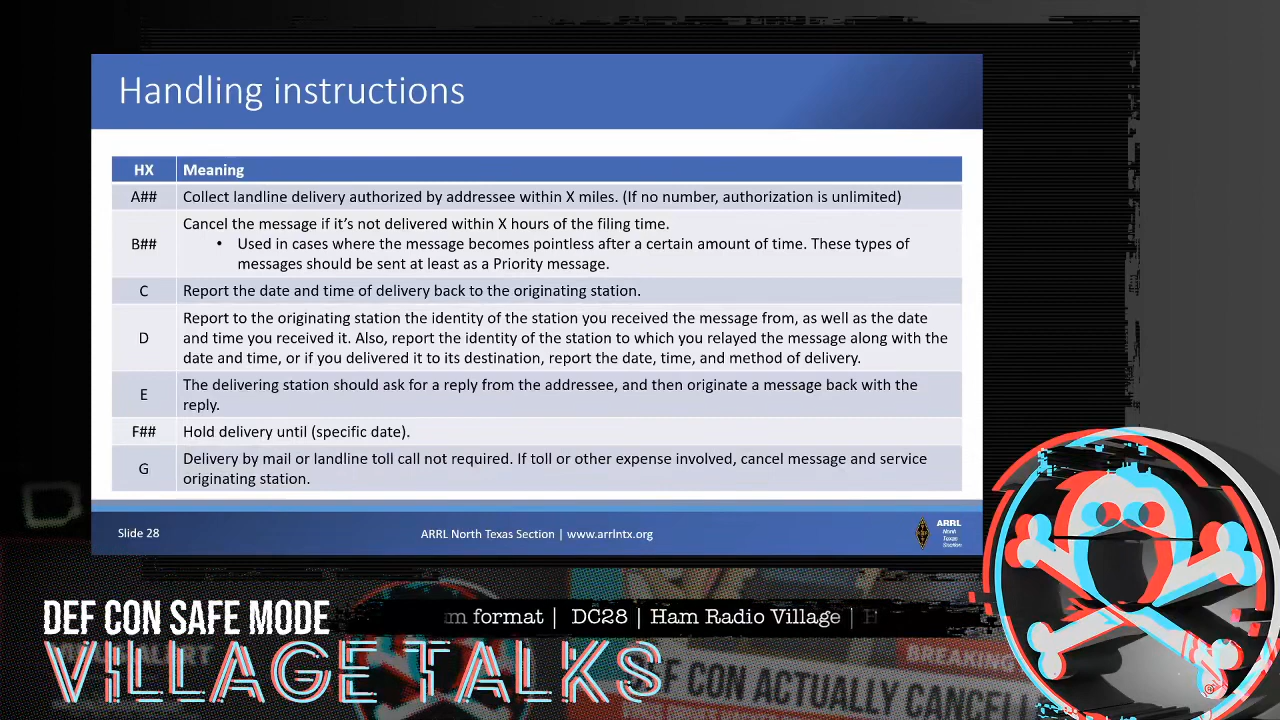 Handling instructions
HX Meaning
A## Collect landline delivery authorized by addressee within X miles. (If no number, authorization is unlimited)
B## Cancel the message if it's not delivered within X hours of the filing time.
• Used in cases where the message becomes pointless after a certain amount of time. These types of
messages should be sent at least as a Priority message.
C Report the date and time of delivery back to the originating station.
D Report to the originating station the identity of the station you received the message from, as well as the date
and time you received it. Also, report the identity of the station to which you relayed the message along with the
date and time, or if you delivered it to its destination, report the date, time, and method of delivery.
E The delivering station should ask for a reply from the addressee, and then originate a message back with the
reply.
F## Hold delivery until (specific date).
G Delivery by mail or landline toll call not required. If toll or other expense involved, cancel message and service
originating station.
Slide 28 ARRL North Texas Section | www.arrlntx.org
ARRL
North
Texas
Section
DEF CON SAFE MODE
m format | DC28 | Ham Radio Village | H
VILLAGE TALKS
BREAKING
DEF CON ACTUALLY CANCELL